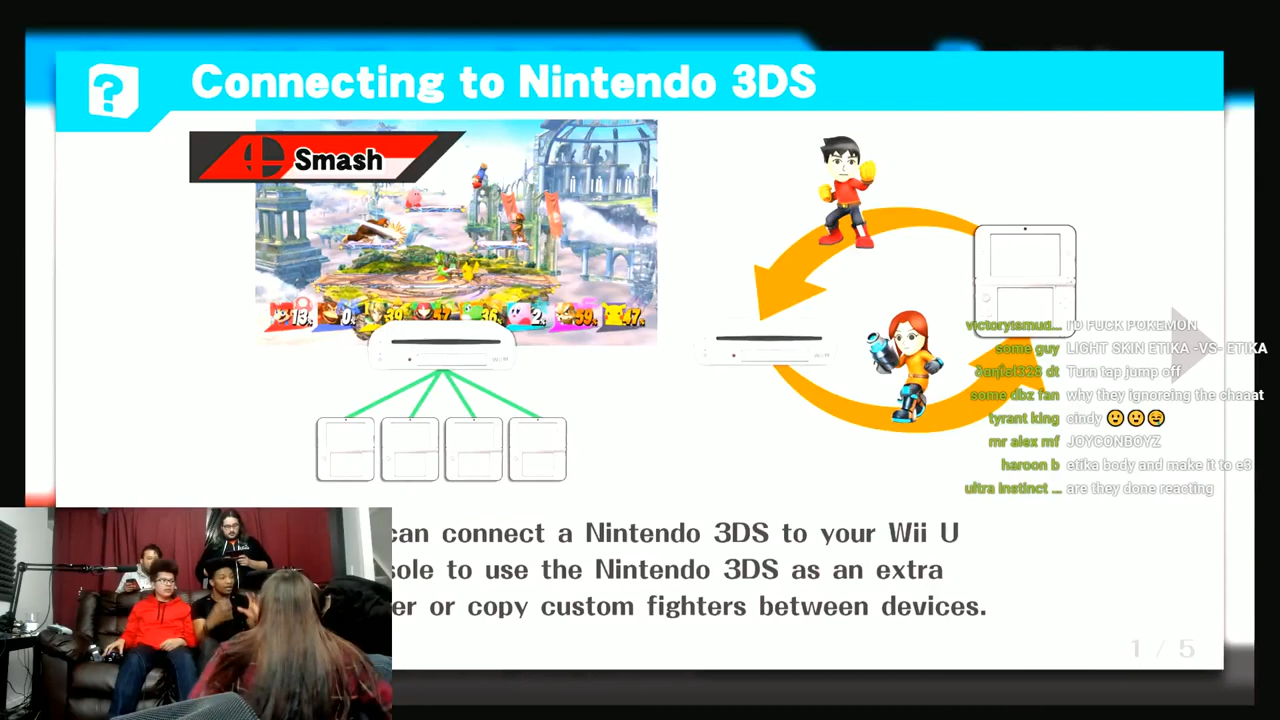 Connecting to Nintendo 3DS
Smash
victoryismud... I'D FUCK POKEMON
some guy LIGHT SKIN ETIKA -VS- ETIKA
Turn tap jump off
some dbz fan why they ignoreing the chaaat
tyrant king cindy 😮😮🤤
mr alex mf JOYCONBOYZ
haroon b etika body and make it to e3
ultra instinct ... are they done reacting
can connect a Nintendo 3DS to your Wii U
sole to use the Nintendo 3DS as an extra
er or copy custom fighters between devices.
1 / 5